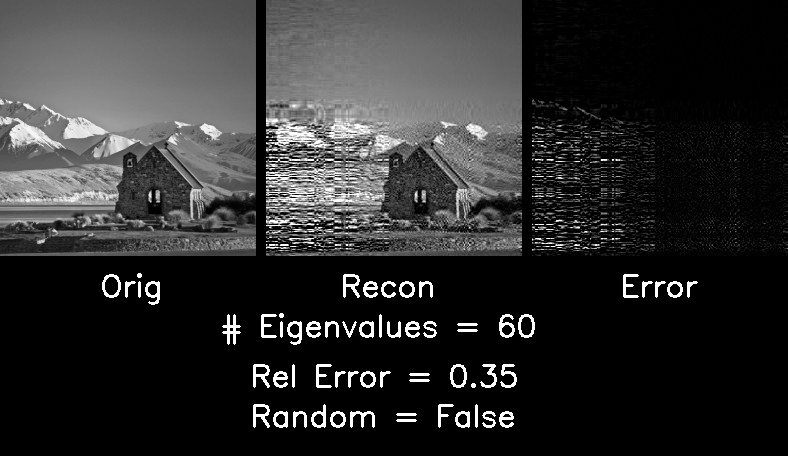 Orig Recon Error
# Eigenvalues = 60
Rel Error = 0.35
Random = False